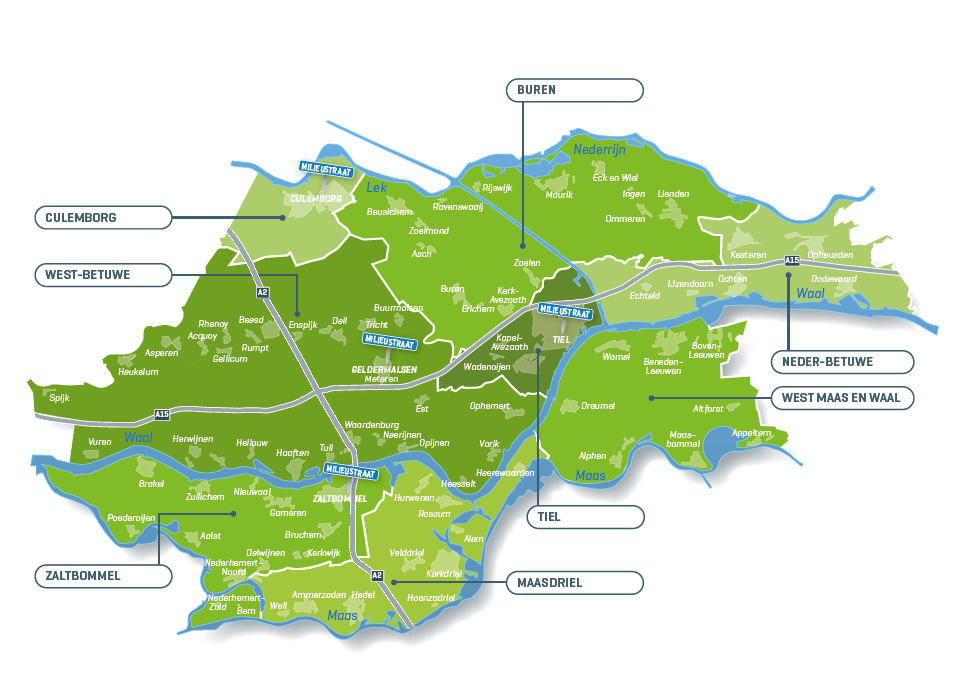 BUREN
Nederrijn
MILIEUSTRAAT
Eck en Wiel
Lek
Rijswijk
Maurik
Ingen
Lienden
CULEMBORG
Beusichem
Ravenswaaij
Ommeren
CULEMBORG
Zoelmond
Asch
Zoelen
Kesteren
Opheusden
A15
WEST-BETUWE
A2
Buren
Kerk-
Avezaath
Echteld
IJzendoorn
Ochten
Dodewaard
Waal
Erichem
Buurmalsen
MILIEUSTRAAT
Rhenoy
Beesd
Enspijk
Deil
Tricht
Acquoy
MILIEUSTRAAT
Kapel-
Avezaath
TIEL
Asperen
Rumpt
Gellicum
Wamel
Boven-
Leeuwen
Beneden-
Leeuwen
NEDER-BETUWE
Heukelum
GELDERMALSEN
Meteren
Wadenoijen
Spijk
WEST MAAS EN WAAL
Est
Ophemert
Dreumel
Altforst
A15
Waardenburg
Neerijnen
Opijnen
Varik
Maas-
bommel
Appeltern
Vuren
Waal
Herwijnen
Hellouw
Haaften
Tuil
Alphen
MILIEUSTRAAT
Heerewaarden
Maas
Brakel
Zuilichem
Nieuwaal
ZALTBOMMEL
Hurwenen
Heesselt
Gameren
Rossum
Poederoijen
TIEL
Aalst
Bruchem
Alem
Delwijnen
Kerkwijk
Velddriel
Nederhemert-
Noord
ZALTBOMMEL
A2
Kerkdriel
MAASDRIEL
Nederhemert-
Zuid
Bern
Well
Ammerzoden
Hedel
Hoenzadriel
Maas